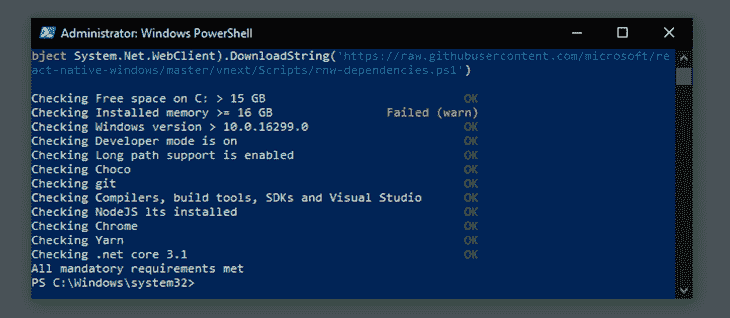 Administrator: Windows PowerShell
bject System.Net.WebClient).DownloadString('https://raw.githubusercontent.com/microsoft/re
act-native-windows/master/vnext/Scripts/rnw-dependencies.ps1')
Checking Free space on C: > 15 GB OK
Checking Installed memory >= 16 GB Failed (warn)
Checking Windows version > 10.0.16299.0 OK
Checking Developer mode is on OK
Checking Long path support is enabled OK
Checking Choco OK
Checking git OK
Checking Compilers, build tools, SDKs and Visual Studio OK
Checking NodeJS lts installed OK
Checking Chrome OK
Checking Yarn OK
Checking .net core 3.1 OK
All mandatory requirements met
PS C:\Windows\system32>